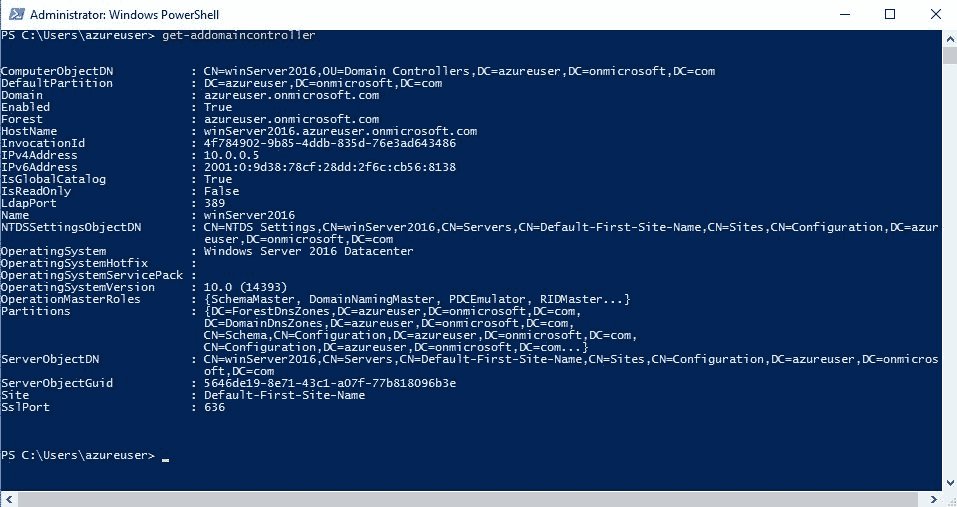 Administrator: Windows PowerShell
PS C:\Users\azureuser> get-addomaincontroller
ComputerObjectDN : CN=winServer2016,OU=Domain Controllers,DC=azureuser,DC=onmicrosoft,DC=com
DefaultPartition : DC=azureuser,DC=onmicrosoft,DC=com
Domain : azureuser.onmicrosoft.com
Enabled : True
Forest : azureuser.onmicrosoft.com
HostName : winServer2016.azureuser.onmicrosoft.com
InvocationId : 4f784902-9b85-4ddb-835d-76e3ad643486
IPv4Address : 10.0.0.5
IPv6Address : 2001:0:9d38:78cf:28dd:2f6c:cb56:8138
IsGlobalCatalog : True
IsReadOnly : False
LdapPort : 389
Name : winServer2016
NTDSSettingsObjectDN : CN=NTDS Settings,CN=winServer2016,CN=Servers,CN=Default-First-Site-Name,CN=Sites,CN=Configuration,DC=azur
euser,DC=onmicrosoft,DC=com
OperatingSystem : Windows Server 2016 Datacenter
OperatingSystemHotfix :
OperatingSystemServicePack :
OperatingSystemVersion : 10.0 (14393)
OperationMasterRoles : {SchemaMaster, DomainNamingMaster, PDCEmulator, RIDMaster...}
Partitions : {DC=ForestDnsZones,DC=azureuser,DC=onmicrosoft,DC=com,
DC=DomainDnsZones,DC=azureuser,DC=onmicrosoft,DC=com,
CN=Schema,CN=Configuration,DC=azureuser,DC=onmicrosoft,DC=com,
CN=Configuration,DC=azureuser,DC=onmicrosoft,DC=com...}
ServerObjectDN : CN=winServer2016,CN=Servers,CN=Default-First-Site-Name,CN=Sites,CN=Configuration,DC=azureuser,DC=onmicros
oft,DC=com
ServerObjectGuid : 5646de19-8e71-43c1-a07f-77b818096b3e
Site : Default-First-Site-Name
SslPort : 636
PS C:\Users\azureuser> _